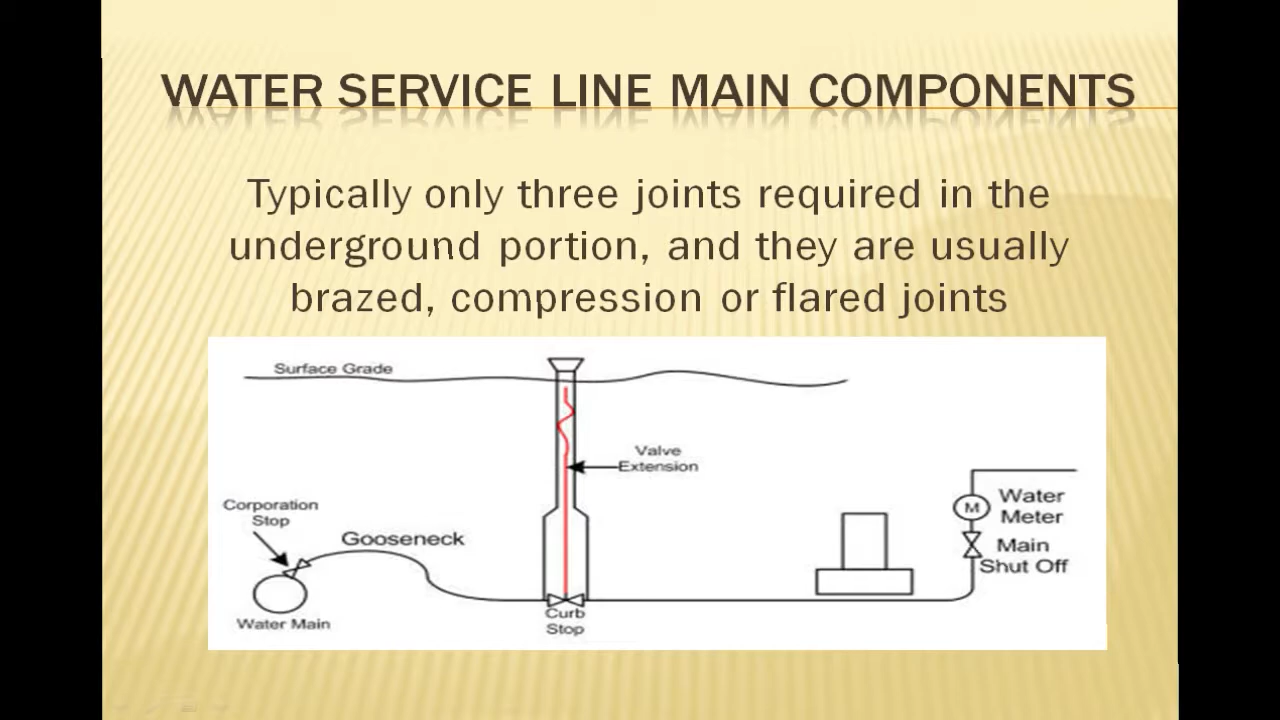 WATER SERVICE LINE MAIN COMPONENTS
Typically only three joints required in the
underground portion, and they are usually
brazed, compression or flared joints
Surface Grade
Valve
Extension
Corporation
Stop
Gooseneck
Water Main
Curb
Stop
M
Water
Meter
Main
Shut Off